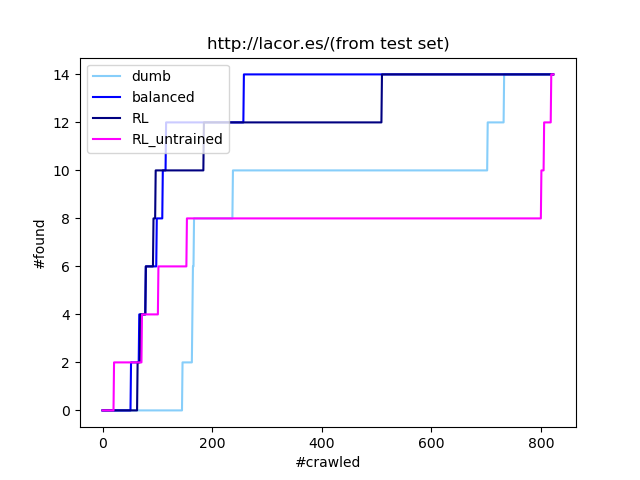 http://lacor.es/(from test set)
dumb
balanced
RL
RL_untrained
14
12
10
8
6
4
2
0
#found
0 200 400 600 800
#crawled